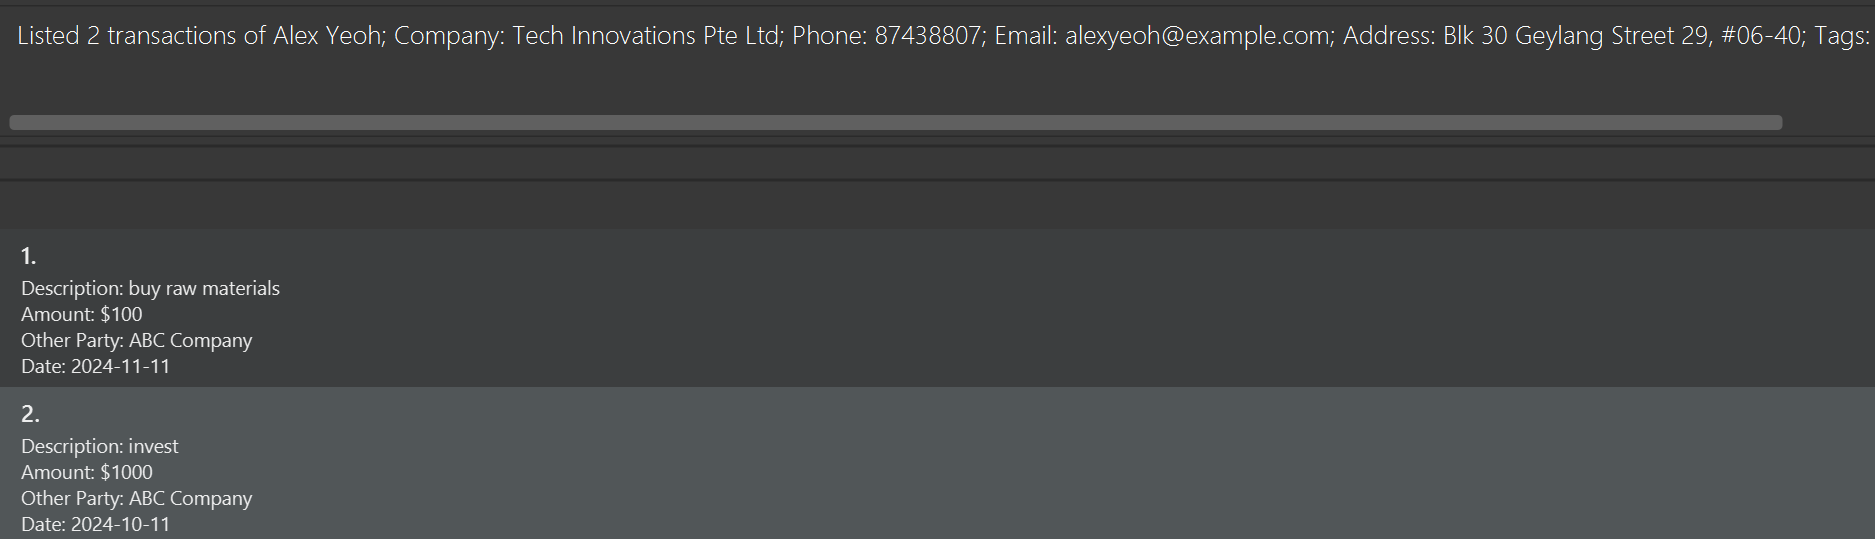 Listed 2 transactions of Alex Yeoh; Company: Tech Innovations Pte Ltd; Phone: 87438807; Email: alexyeoh@example.com; Address: Blk 30 Geylang Street 29, #06-40; Tags:
1.
Description: buy raw materials
Amount: $100
Other Party: ABC Company
Date: 2024-11-11
2.
Description: invest
Amount: $1000
Other Party: ABC Company
Date: 2024-10-11